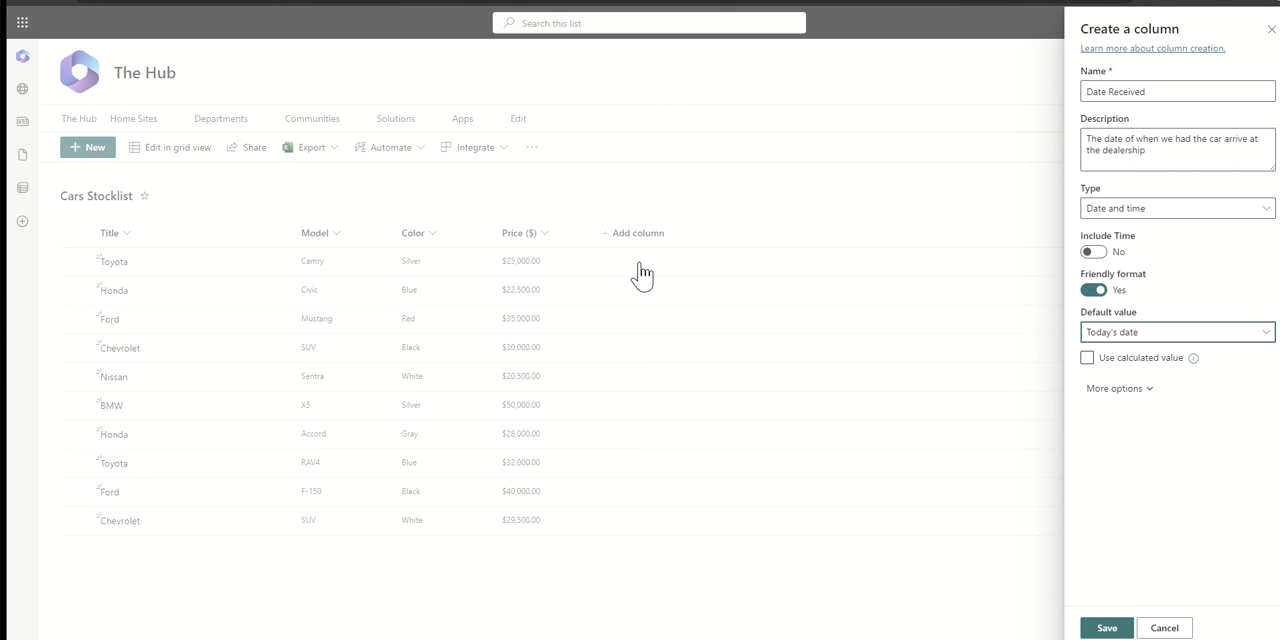 Search this list
The Hub
The Hub Home Sites Departments Communities Solutions Apps Edit
New Edit in grid view Share Export Automate Integrate ...
Cars Stocklist
Title Model Color Price ($) + Add column
Toyota Camry Silver $25,000.00
Honda Civic Blue $22,500.00
Ford Mustang Red $35,000.00
Chevrolet SUV Black $30,000.00
Nissan Sentra White $20,500.00
BMW X5 Silver $50,000.00
Honda Accord Gray $28,000.00
Toyota RAV4 Blue $32,000.00
Ford F-150 Black $40,000.00
Chevrolet SUV White $29,500.00
Create a column
Learn more about column creation.
Name *
Date Received
Description
The date of when we had the car arrive at
the dealership
Type
Date and time
Include Time
No
Friendly format
Yes
Default value
Today's date
Use calculated value
More options
Save Cancel